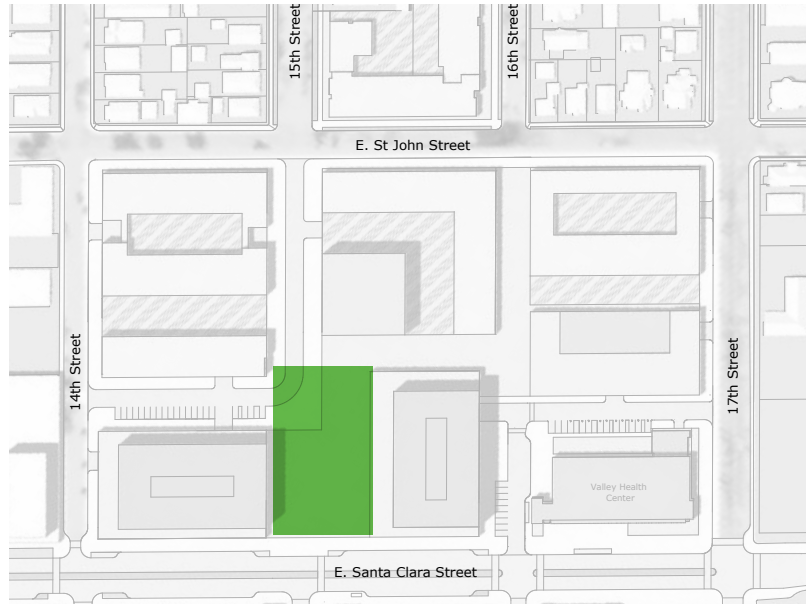 15th Street
16th Street
E. St John Street
14th Street
17th Street
Valley Health
Center
E. Santa Clara Street